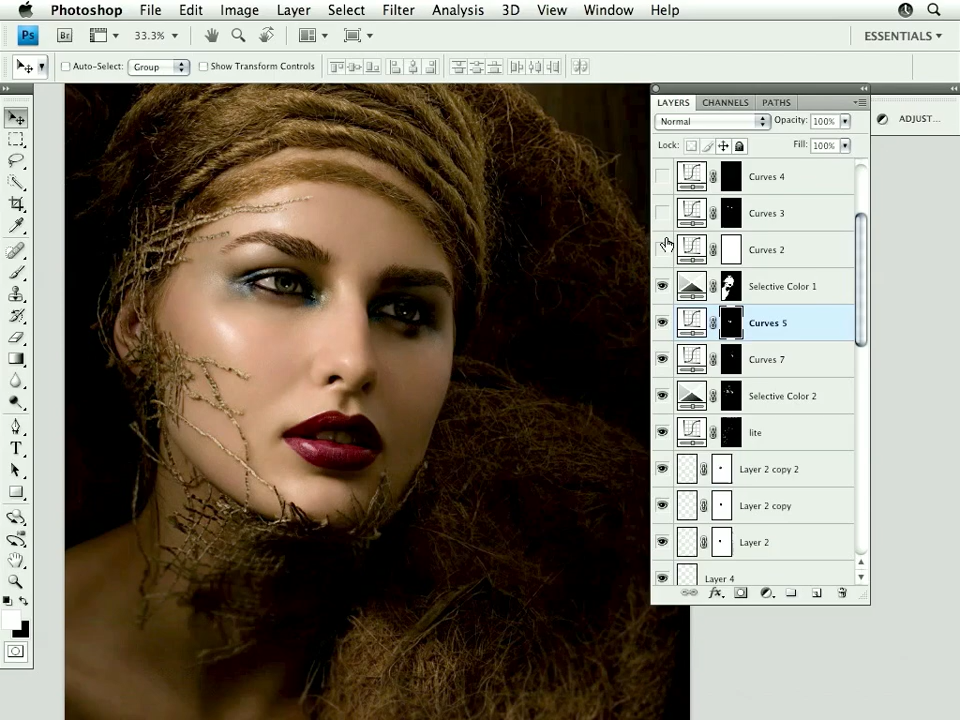 Photoshop File Edit Image Layer Select Filter Analysis 3D View Window Help
Ps Br 33.3% ESSENTIALS
Auto-Select: Group Show Transform Controls
LAYERS CHANNELS PATHS
Normal Opacity: 100%
ADJUST...
Lock: Fill: 100%
Curves 4
Curves 3
Curves 2
Selective Color 1
Curves 5
Curves 7
Selective Color 2
lite
Layer 2 copy 2
Layer 2 copy
Layer 2
Layer 4
fx
T